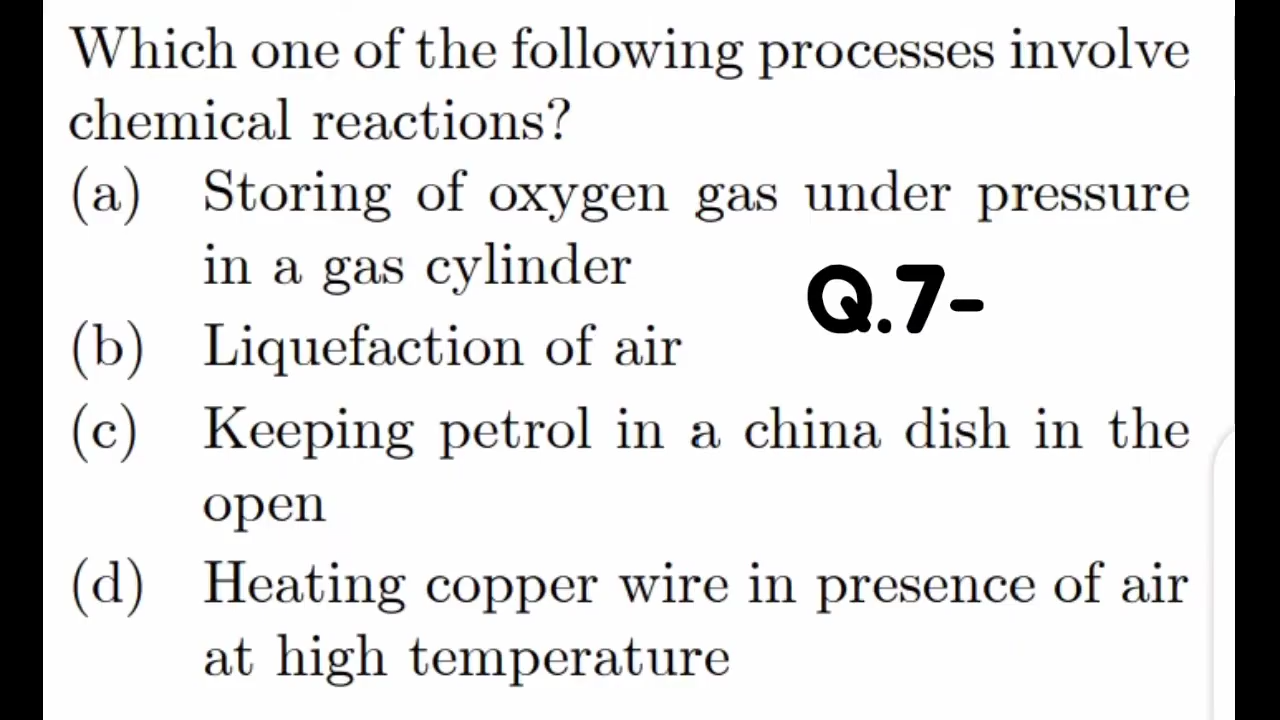 Which one of the following processes involve
chemical reactions?
(a) Storing of oxygen gas under pressure
in a gas cylinder
Q.7-
(b) Liquefaction of air
(c) Keeping petrol in a china dish in the
open
(d) Heating copper wire in presence of air
at high temperature